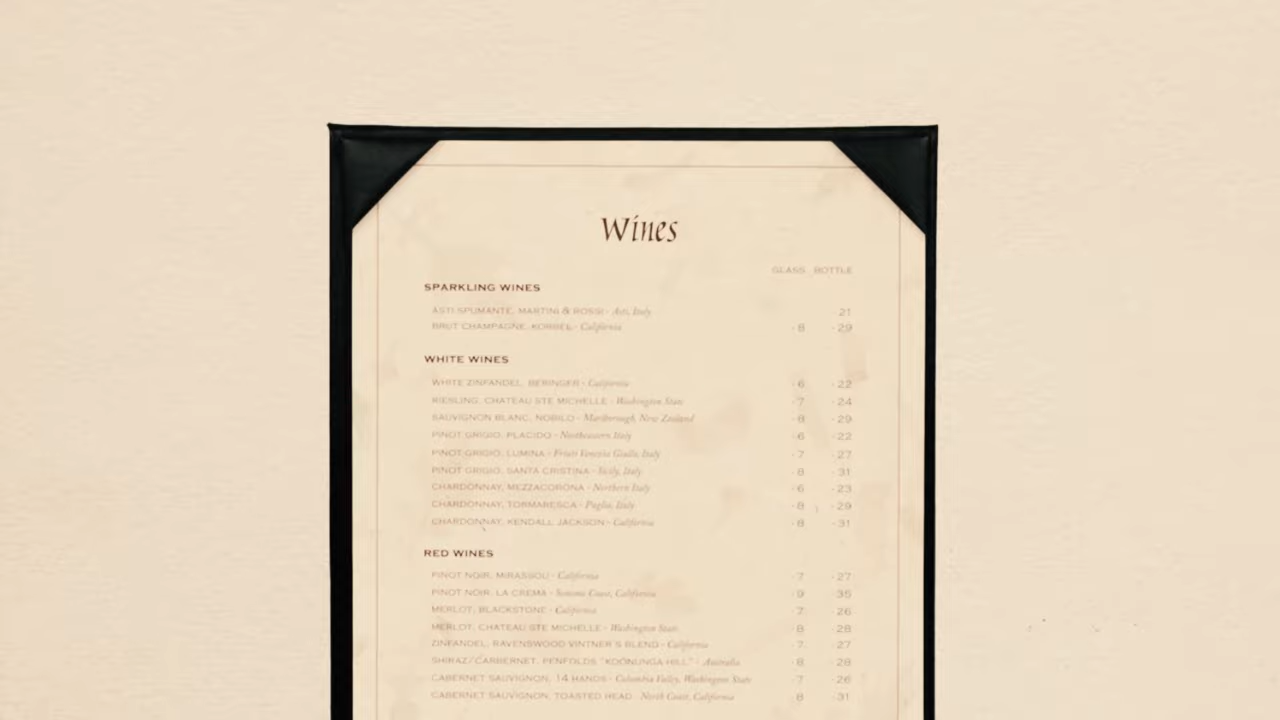 Wines
GLASS BOTTLE
SPARKLING WINES
ASTI SPUMANTE, MARTINI & ROSSI · Asti, Italy 21
BRUT CHAMPAGNE, KORBEL · California · 8 · 29
WHITE WINES
WHITE ZINFANDEL, BERINGER · California · 6 · 22
RIESLING, CHATEAU STE MICHELLE · Washington State · 7 · 24
SAUVIGNON BLANC, NOBILO · Marlborough, New Zealand · 8 · 29
PINOT GRIGIO, PLACIDO · Northeastern Italy · 6 · 22
PINOT GRIGIO, LUMINA · Friuli Venezia Giulia, Italy · 7 · 27
PINOT GRIGIO, SANTA CRISTINA · Sicily, Italy · 8 · 31
CHARDONNAY, MEZZACORONA · Northern Italy · 6 · 23
CHARDONNAY, TORMARESCA · Puglia, Italy · 8 · 29
CHARDONNAY, KENDALL JACKSON · California · 8 · 31
RED WINES
PINOT NOIR, MIRASSOU · California · 7 · 27
PINOT NOIR, LA CREMA · Sonoma Coast, California · 9 · 35
MERLOT, BLACKSTONE · California · 7 · 26
MERLOT, CHATEAU STE MICHELLE · Washington State · 8 · 28
ZINFANDEL, RAVENSWOOD VINTNER'S BLEND · California · 7 · 27
SHIRAZ/CARBERNET, PENFOLDS "KOONUNGA HILL" · Australia · 8 · 28
CABERNET SAUVIGNON, 14 HANDS · Columbia Valley, Washington State · 7 · 26
CABERNET SAUVIGNON, TOASTED HEAD · North Coast, California · 8 · 31